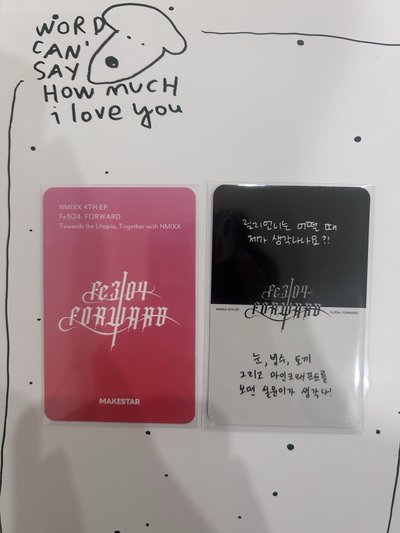 WORD
CAN'
SAY
HOW MUCH
i love you
NMIXX 4TH EP
Fe3O4: FORWARD
Towards the Utopia, Together with NMIXX
Fe3O4
FORWARD
MAKESTAR
릴리언니는 어떨 때
제가 생각나나요?!
Fe3O4
FORWARD
NMIXX 4TH EP
Fe3O4: FORWARD
눈, 빙수, 토끼
그리고 마인크래프트를
보면 설윤이가 생각나!